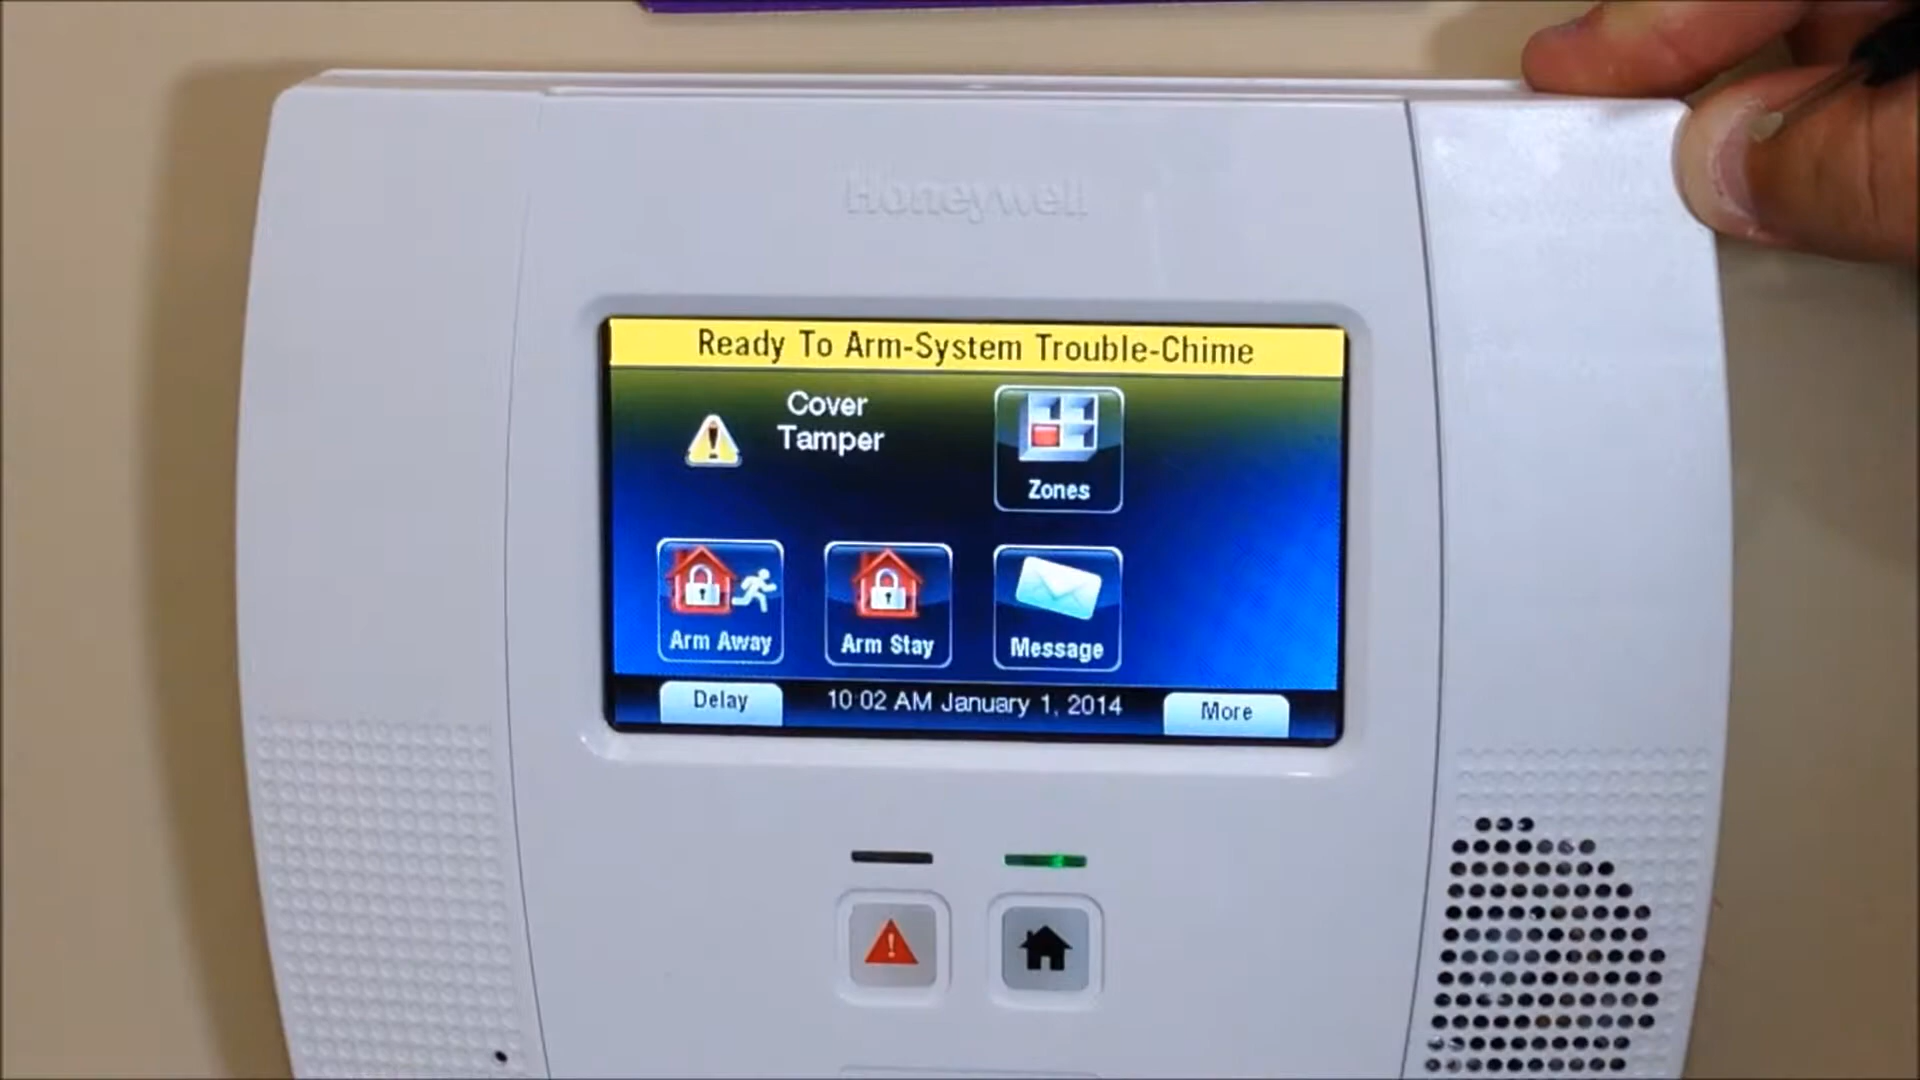 Honeywell
Ready To Arm-System Trouble-Chime
Cover
Tamper
Zones
Arm Away
Arm Stay
Message
Delay
10:02 AM January 1, 2014
More